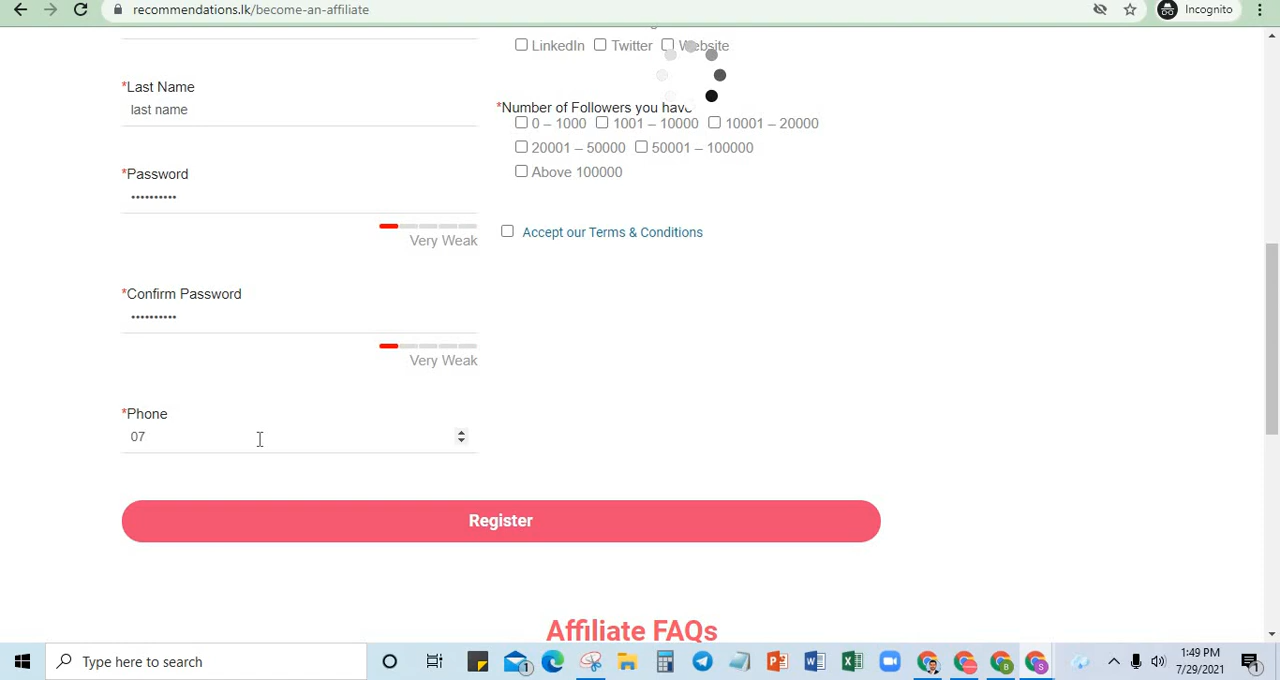 recommendations.lk/become-an-affiliate
Incognito
LinkedIn Twitter Website
*Last Name
last name
*Number of Followers you have
0 – 1000 1001 – 10000 10001 – 20000
20001 – 50000 50001 – 100000
Above 100000
*Password
••••••••••
Very Weak
Accept our Terms & Conditions
*Confirm Password
••••••••••
Very Weak
*Phone
07
Register
Affiliate FAQs
Type here to search
1:49 PM
7/29/2021